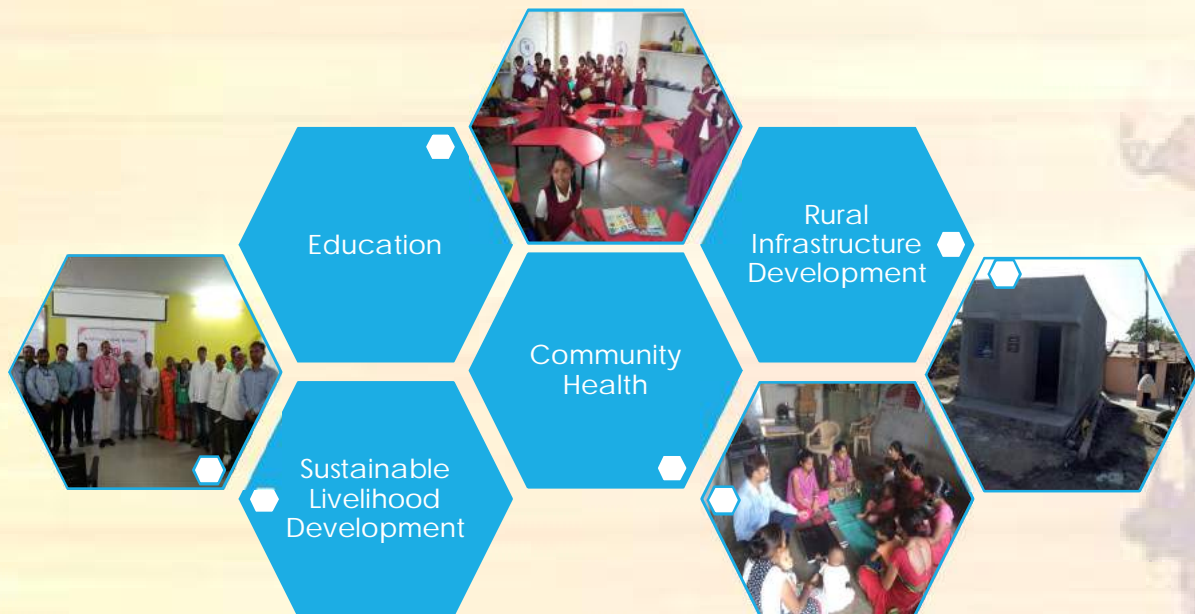 Education
Rural
Infrastructure
Development
Community
Health
Sustainable
Livelihood
Development